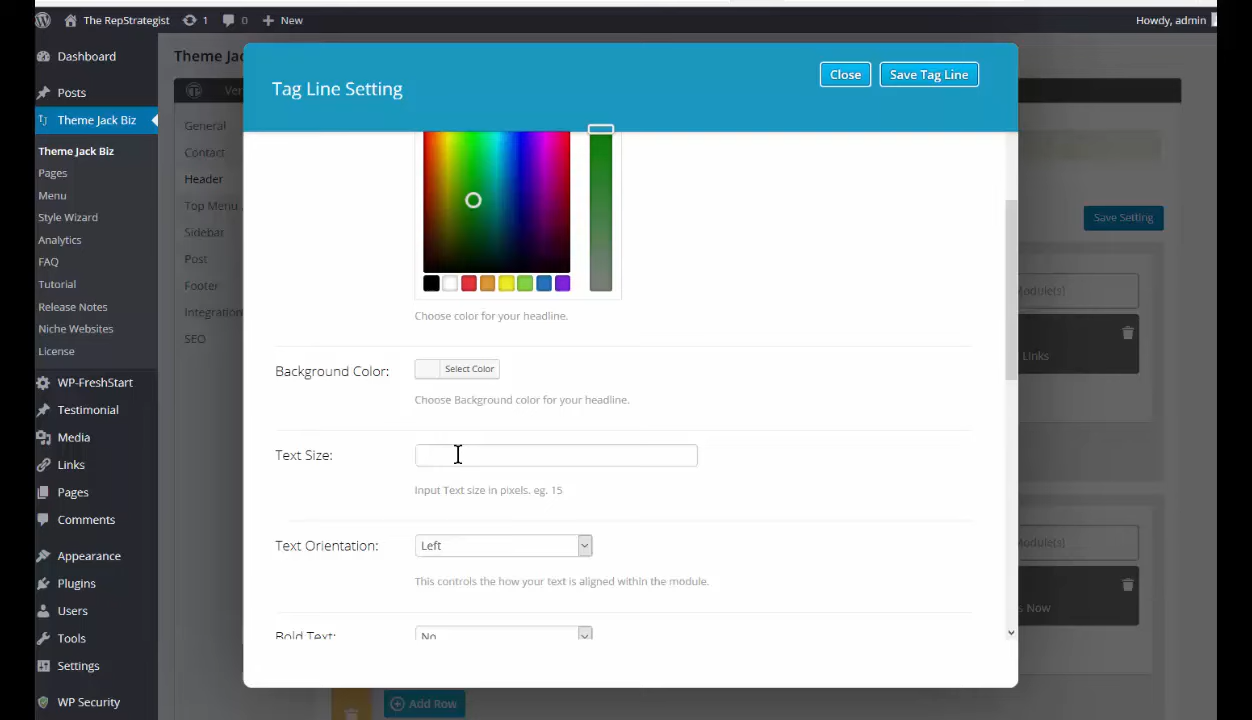 The RepStrategist 1 0 + New Howdy, admin
Dashboard
Posts
Theme Jack Biz
Theme Jack Biz
Pages
Menu
Style Wizard
Analytics
FAQ
Tutorial
Release Notes
Niche Websites
License
WP-FreshStart
Testimonial
Media
Links
Pages
Comments
Appearance
Plugins
Users
Tools
Settings
WP Security
General
Contact
Header
Top Menu
Sidebar
Post
Footer
Integration
SEO
Tag Line Setting
Close
Save Tag Line
Choose color for your headline.
Background Color:
Select Color
Choose Background color for your headline.
Text Size:
Input Text size in pixels. eg. 15
Text Orientation:
Left
This controls the how your text is aligned within the module.
Bold Text:
No
Save Setting
Links
s Now
Add Row